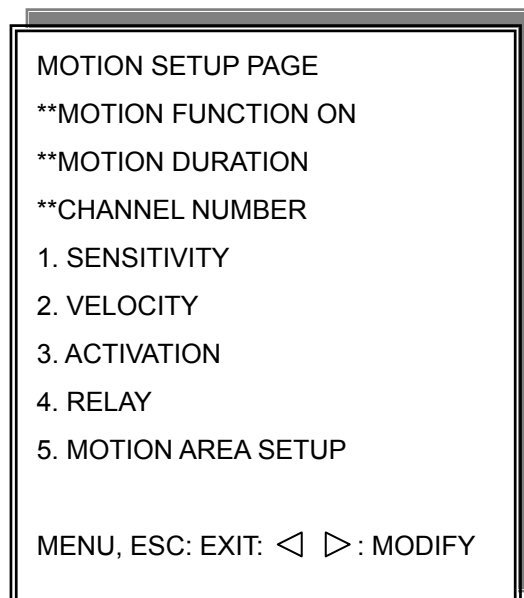 MOTION SETUP PAGE
**MOTION FUNCTION ON
**MOTION DURATION
**CHANNEL NUMBER
1. SENSITIVITY
2. VELOCITY
3. ACTIVATION
4. RELAY
5. MOTION AREA SETUP
MENU, ESC: EXIT: ◁ ▷ : MODIFY